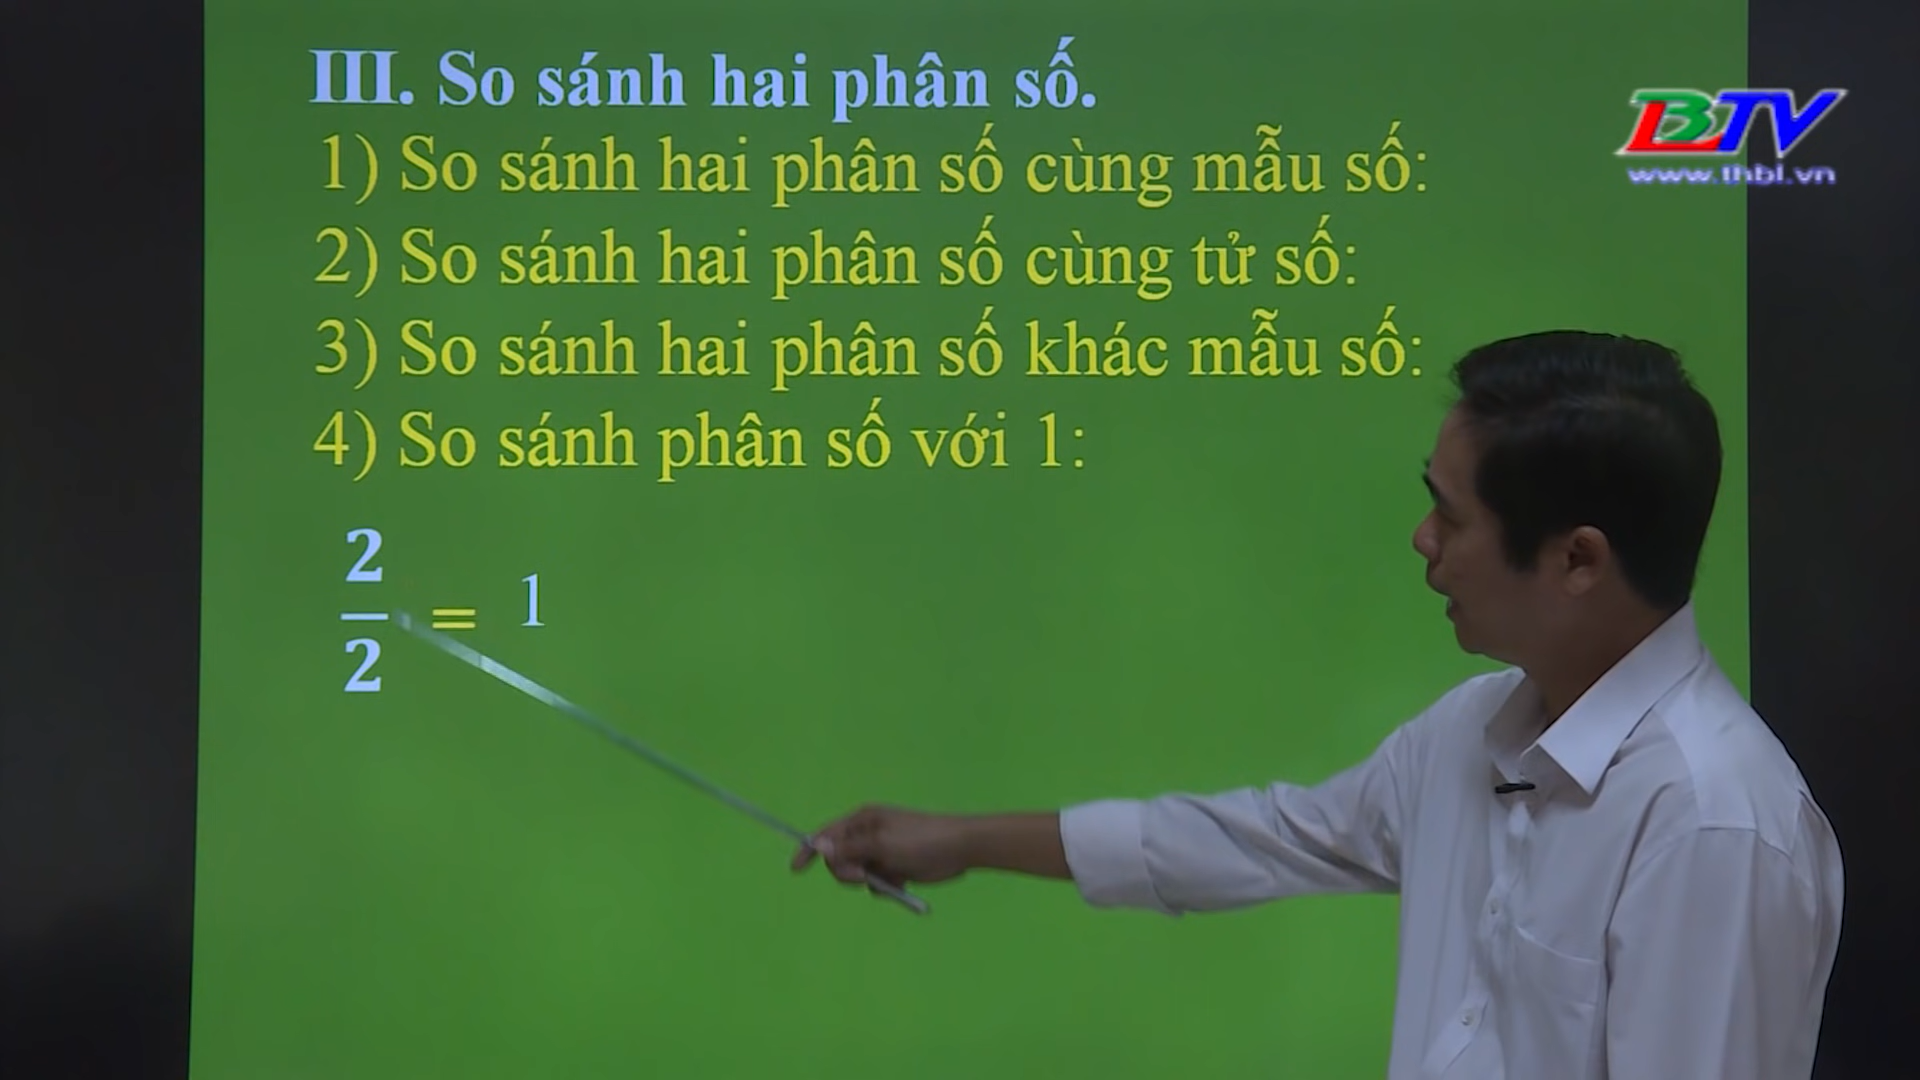 III. So sánh hai phân số.
1) So sánh hai phân số cùng mẫu số:
2) So sánh hai phân số cùng tử số:
3) So sánh hai phân số khác mẫu số:
4) So sánh phân số với 1:
2/2 = 1
BTV
www.thbl.vn